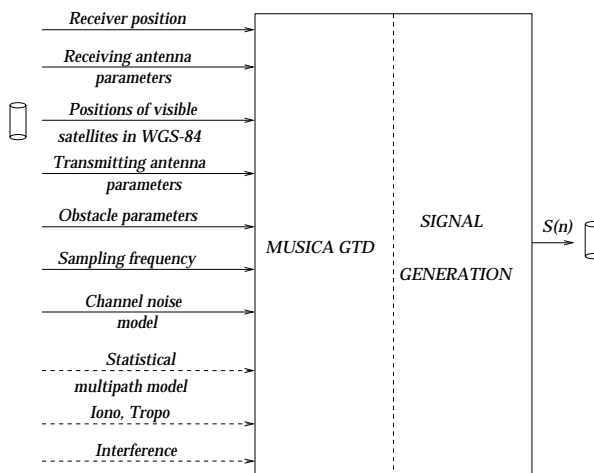 Receiver position
Receiving antenna
parameters
Positions of visible
satellites in WGS-84
Transmitting antenna
parameters
Obstacle parameters
Sampling frequency
Channel noise
model
Statistical
multipath model
Iono, Tropo
Interference
MUSICA GTD
SIGNAL
GENERATION
S(n)